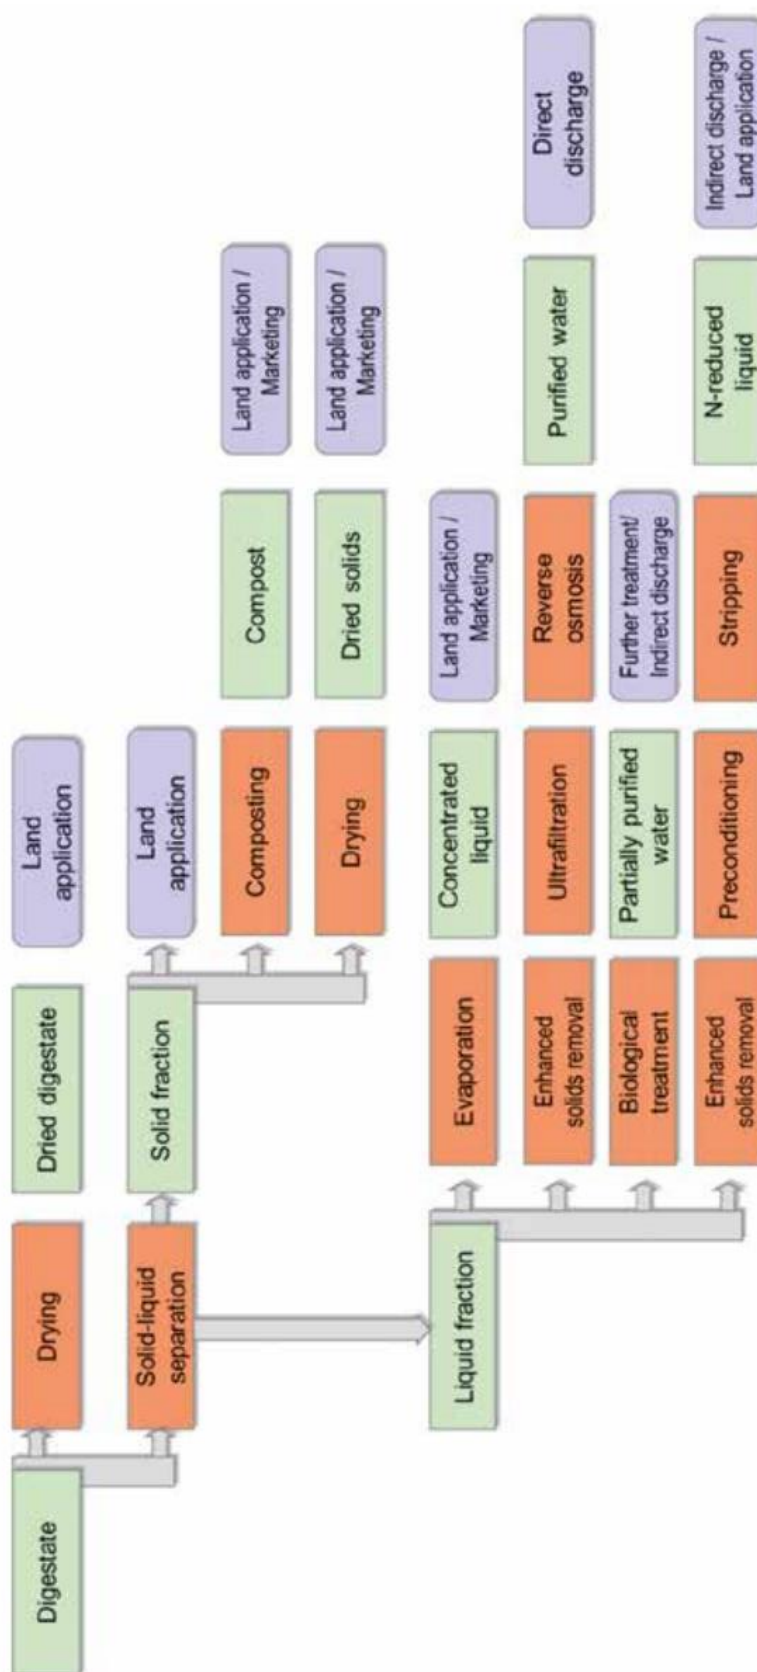 Digestate
Drying
Dried digestate
Land
application
Solid-liquid
separation
Solid fraction
Land
application
Composting
Compost
Land application /
Marketing
Drying
Dried solids
Land application /
Marketing
Liquid fraction
Evaporation
Concentrated
liquid
Land application /
Marketing
Enhanced
solids removal
Ultrafiltration
Reverse
osmosis
Purified water
Direct
discharge
Biological
treatment
Partially purified
water
Further treatment/
Indirect discharge
Enhanced
solids removal
Preconditioning
Stripping
N-reduced
liquid
Indirect discharge /
Land application